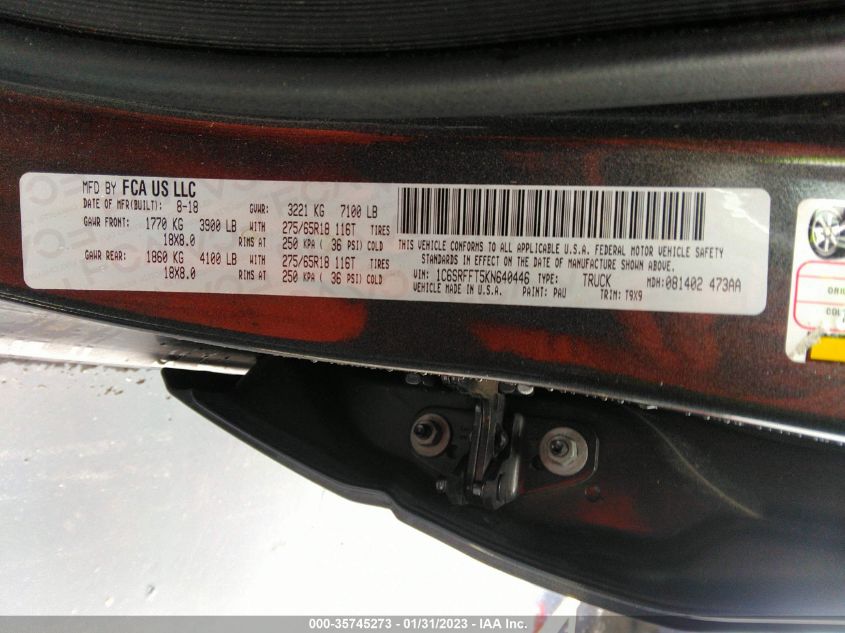 MFD BY FCA US LLC
DATE OF MFR(BUILT): 8-18 GVWR: 3221 KG 7100 LB
GAWR FRONT: 1770 KG 3900 LB WITH 275/65R18 116T TIRES
18X8.0 RIMS AT 250 KPA ( 36 PSI) COLD
GAWR REAR: 1860 KG 4100 LB WITH 275/65R18 116T TIRES
18X8.0 RIMS AT 250 KPA ( 36 PSI) COLD
THIS VEHICLE CONFORMS TO ALL APPLICABLE U.S.A. FEDERAL MOTOR VEHICLE SAFETY
STANDARDS IN EFFECT ON THE DATE OF MANUFACTURE SHOWN ABOVE.
VIN: 1C6SRFFT5KN640446 TYPE: TRUCK MDH: 081402 473AA
VEHICLE MADE IN U.S.A. PAINT: PAU TRIM: T9X9
000-35745273 - 01/31/2023 - IAA Inc.